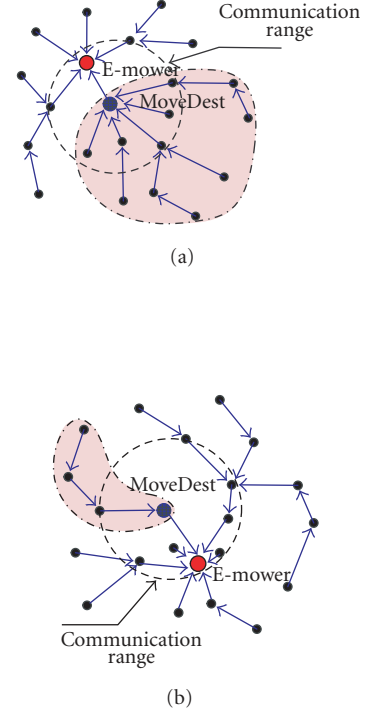 Communication
range
E-mower
MoveDest
(a)
MoveDest
E-mower
Communication
range
(b)